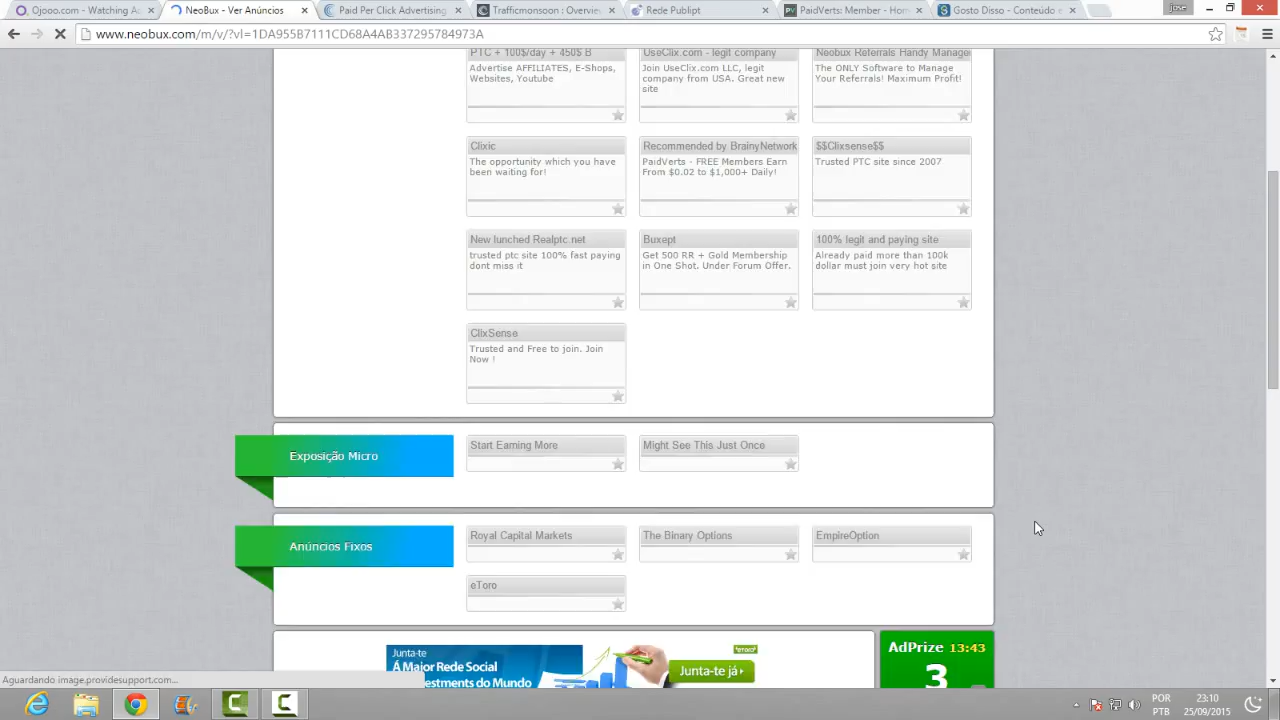 Ojooo.com - Watching A
NeoBux - Ver Anúncios
Paid Per Click Advertising
Trafficmonsoon : Overview
Rede Publipt
PaidVerts: Member - Hom
Gosto Disso - Conteúdo e
www.neobux.com/m/v/?vl=1DA955B7111CD68A4AB337295784973A
PTC + 100$/day + 450$ B
Advertise AFFILIATES, E-Shops,
Websites, Youtube
UseClix.com - legit company
Join UseClix.com LLC, legit
company from USA. Great new
site
Neobux Referrals Handy Manager
The ONLY Software to Manage
Your Referrals! Maximum Profit!
Clixic
The opportunity which you have
been waiting for!
Recommended by BrainyNetwork
PaidVerts - FREE Members Earn
From $0.02 to $1,000+ Daily!
$$Clixsense$$
Trusted PTC site since 2007
New lunched Realptc.net
trusted ptc site 100% fast paying
dont miss it
Buxept
Get 500 RR + Gold Membership
in One Shot. Under Forum Offer.
100% legit and paying site
Already paid more than 100k
dollar must join very hot site
ClixSense
Trusted and Free to join. Join
Now !
Exposição Micro
Start Earning More
Might See This Just Once
Anúncios Fixos
Royal Capital Markets
The Binary Options
EmpireOption
eToro
Junta-te
Á Major Rede Social
Investments do Mundo
Junta-te já
AdPrize 13:43
3
Aguardando image.providesupport.com...
POR
PTB
23:10
25/09/2015